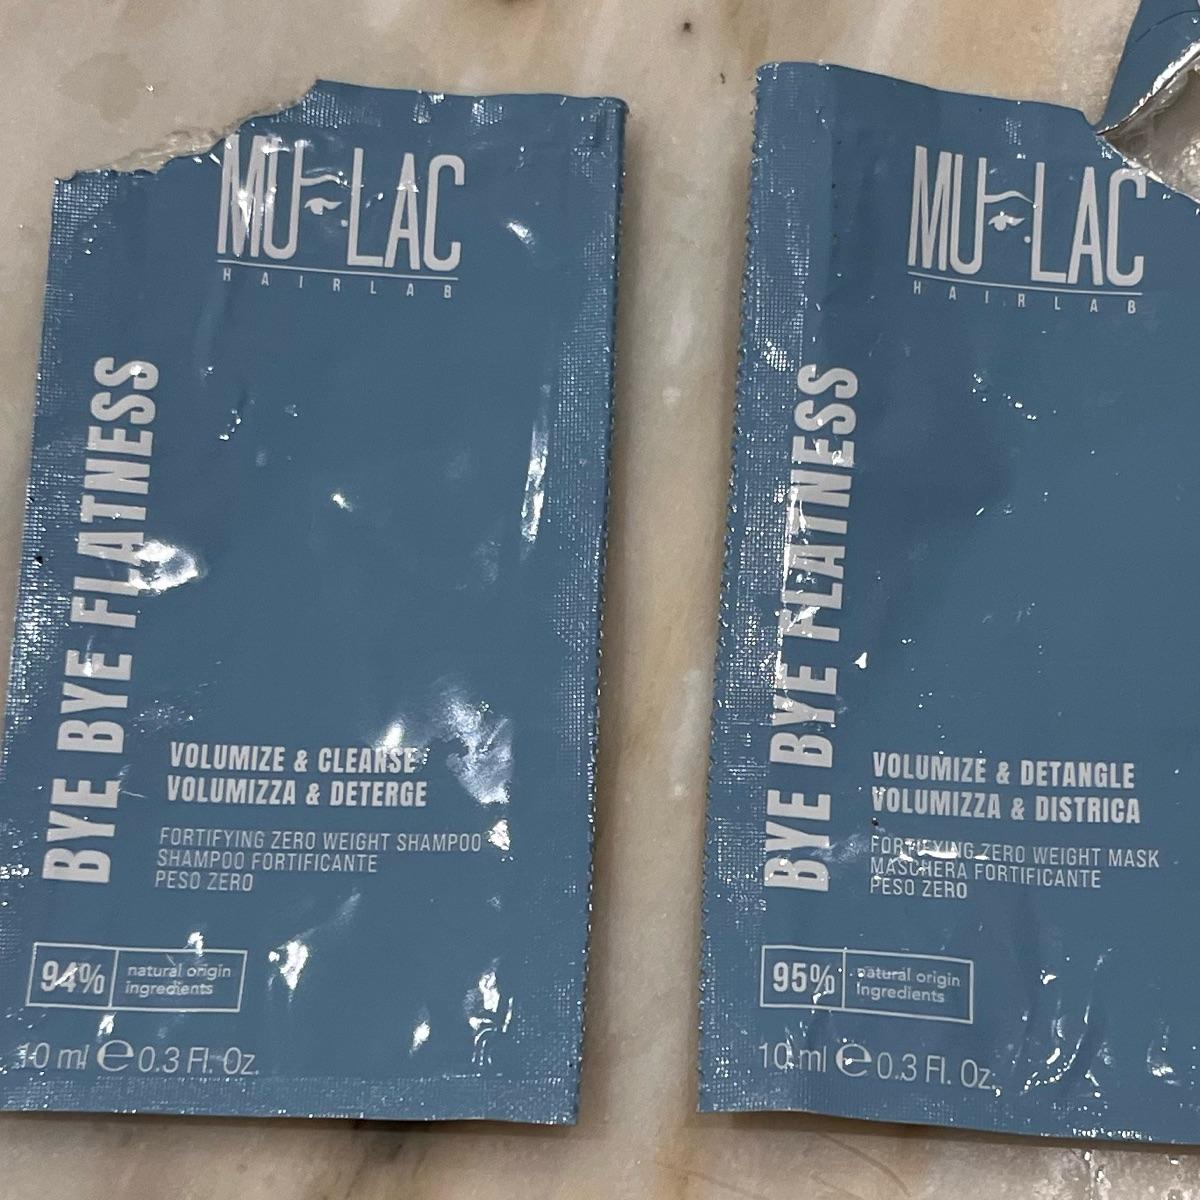 MU LAC
HAIRLAB
BYE BYE FLATNESS
VOLUMIZE & CLEANSE
VOLUMIZZA & DETERGE
FORTIFYING ZERO WEIGHT SHAMPOO
SHAMPOO FORTIFICANTE
PESO ZERO
94% natural origin
ingredients
10 ml e 0.3 Fl. Oz.
MU LAC
HAIRLAB
BYE BYE FLATNESS
VOLUMIZE & DETANGLE
VOLUMIZZA & DISTRICA
FORTIFYING ZERO WEIGHT MASK
MASCHERA FORTIFICANTE
PESO ZERO
95% natural origin
ingredients
10 ml e 0.3 Fl. Oz.